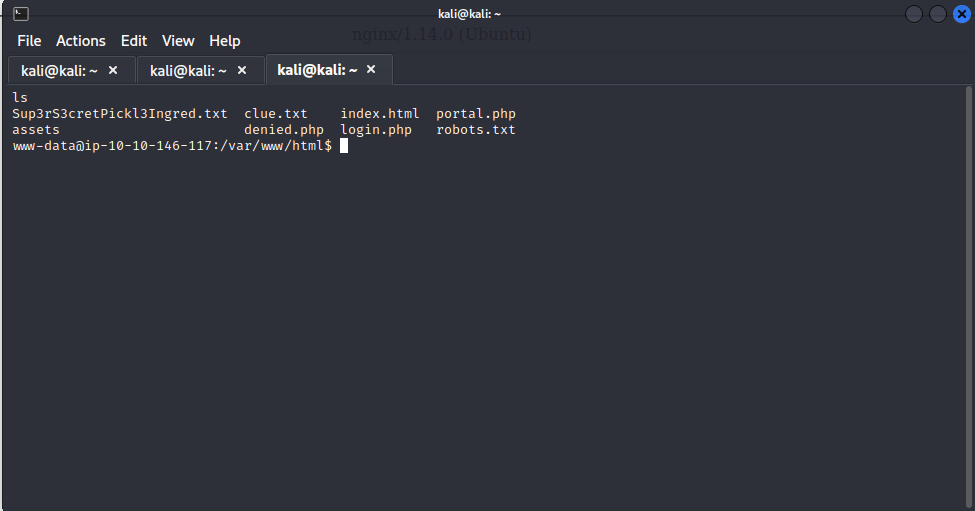 kali@kali: ~
nginx/1.14.0 (Ubuntu)
File Actions Edit View Help
kali@kali: ~ × kali@kali: ~ × kali@kali: ~ ×
ls
Sup3rS3cretPickl3Ingred.txt clue.txt index.html portal.php
assets denied.php login.php robots.txt
www-data@ip-10-10-146-117:/var/www/html$